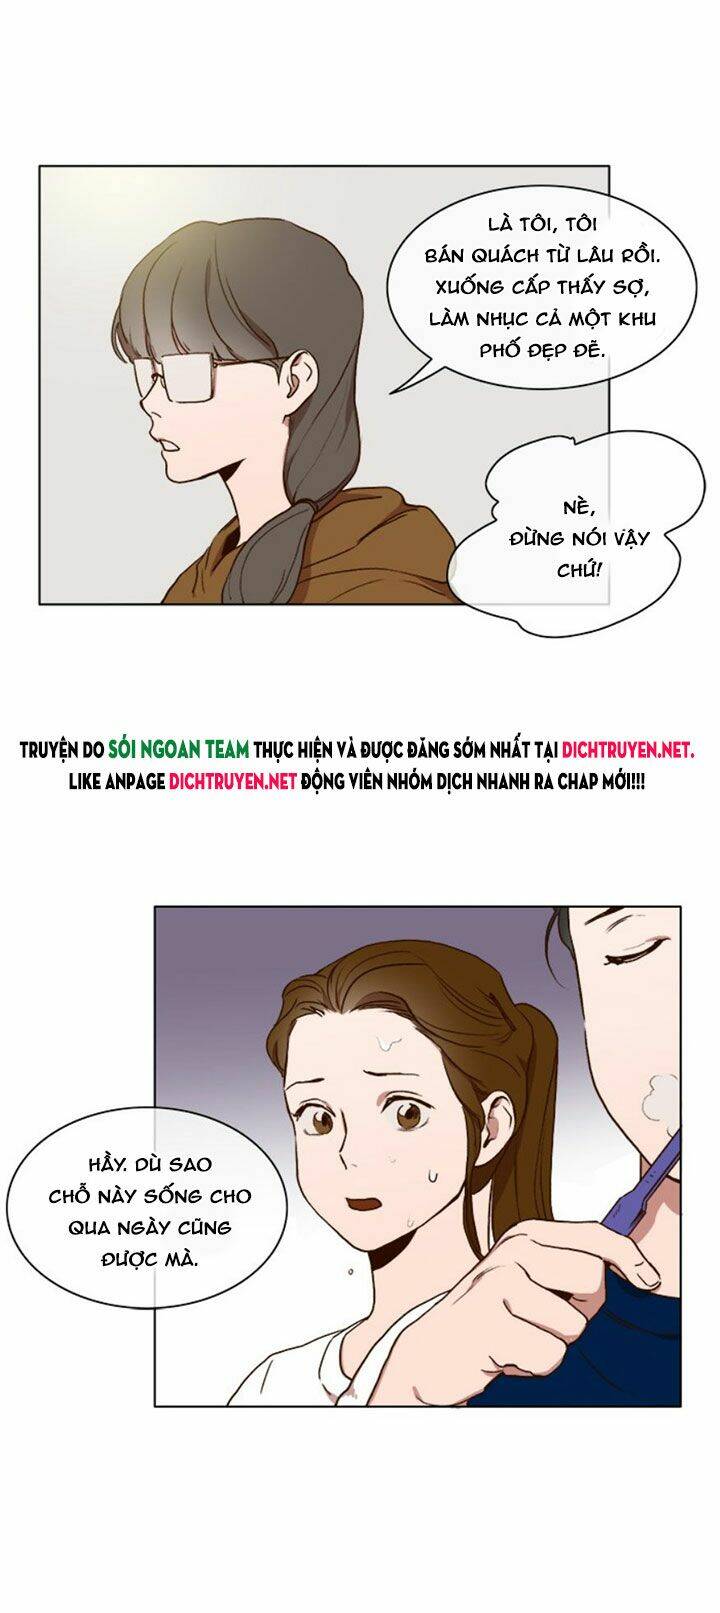 LÀ TÔI, TÔI
BÁN QUÁCH TỪ LÂU RỒI.
XUỐNG CẤP THẤY SỢ,
LÀM NHỤC CẢ MỘT KHU
PHỐ ĐẸP ĐẼ.
NÈ,
ĐỪNG NÓI VẬY
CHỨ!
TRUYỆN DO SÓI NGOAN TEAM THỰC HIỆN VÀ ĐƯỢC ĐĂNG SỚM NHẤT TẠI DICHTRUYEN.NET.
LIKE ANPAGE DICHTRUYEN.NET ĐỘNG VIÊN NHÓM DỊCH NHANH RA CHAP MỚI!!!
HẦY. DÙ SAO
CHỖ NÀY SỐNG CHO
QUA NGÀY CŨNG
ĐƯỢC MÀ.